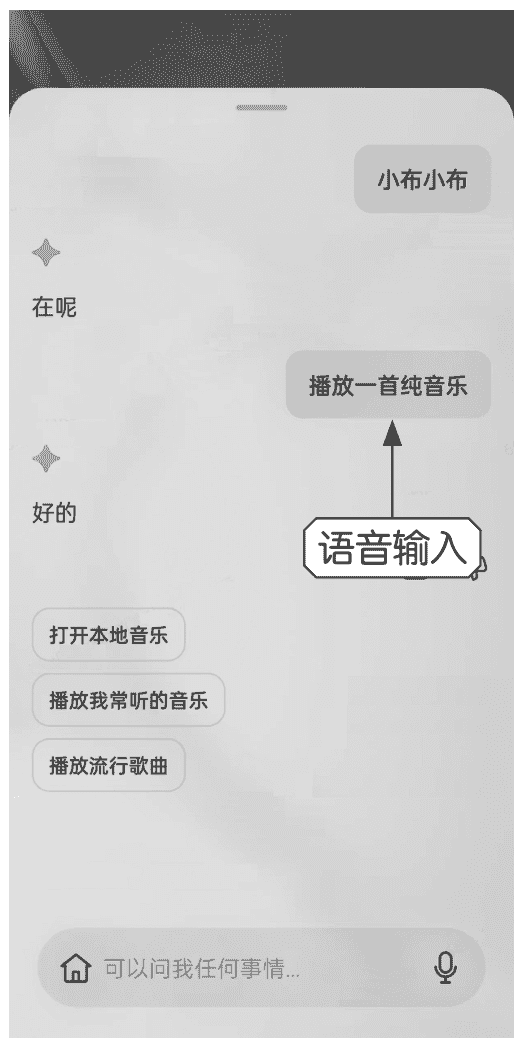 小布小布
在呢
播放一首纯音乐
好的
语音输入
打开本地音乐
播放我常听的音乐
播放流行歌曲
可以问我任何事情...